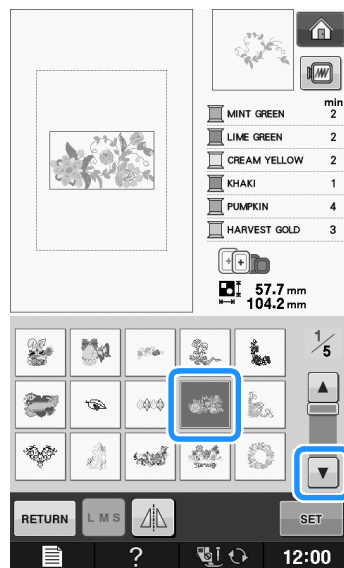 min
MINT GREEN 2
LIME GREEN 2
CREAM YELLOW 2
KHAKI 1
PUMPKIN 4
HARVEST GOLD 3
57.7 mm
104.2 mm
1/5
RETURN L M S SET
? 12:00